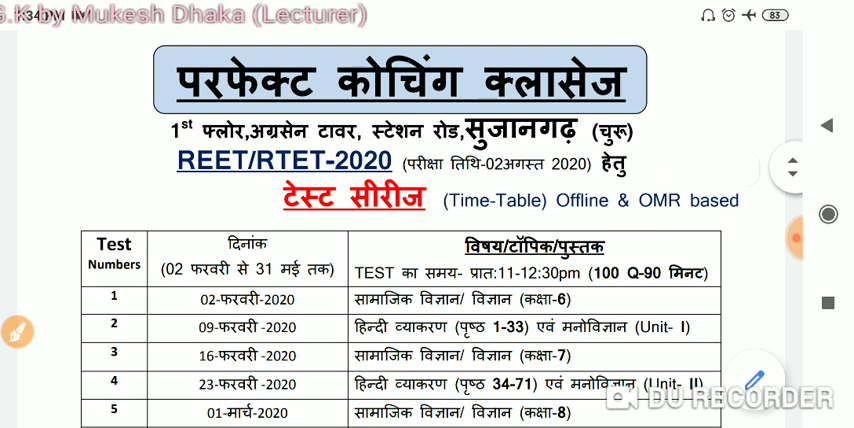 G.K by Mukesh Dhaka (Lecturer)
83
परफेक्ट कोचिंग क्लासेज
1st फ्लोर,अग्रसेन टावर, स्टेशन रोड,सुजानगढ़ (चुरू)
REET/RTET-2020 (परीक्षा तिथि-02अगस्त 2020) हेतु
टेस्ट सीरीज (Time-Table) Offline & OMR based
Test Numbers दिनांक (02 फरवरी से 31 मई तक) विषय/टॉपिक/पुस्तक TEST का समय- प्रात:11-12:30pm (100 Q-90 मिनट)
1 02-फरवरी-2020 सामाजिक विज्ञान/ विज्ञान (कक्षा-6)
2 09-फरवरी -2020 हिन्दी व्याकरण (पृष्ठ 1-33) एवं मनोविज्ञान (Unit- I)
3 16-फरवरी -2020 सामाजिक विज्ञान/ विज्ञान (कक्षा-7)
4 23-फरवरी -2020 हिन्दी व्याकरण (पृष्ठ 34-71) एवं मनोविज्ञान (Unit- II)
5 01-मार्च-2020 सामाजिक विज्ञान/ विज्ञान (कक्षा-8)
DU RECORDER